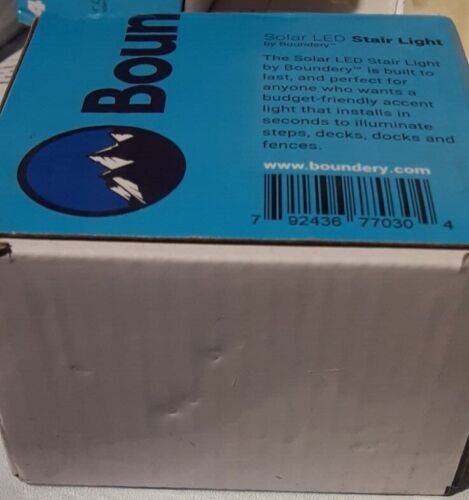 Boun
Solar LED Stair Light
by Boundery™
The Solar LED Stair Light
by Boundery™ is built to
last, and perfect for
anyone who wants a
budget-friendly accent
light that installs in
seconds to illuminate
steps, decks, docks and
fences.
www.boundery.com
7 92436 77030 4